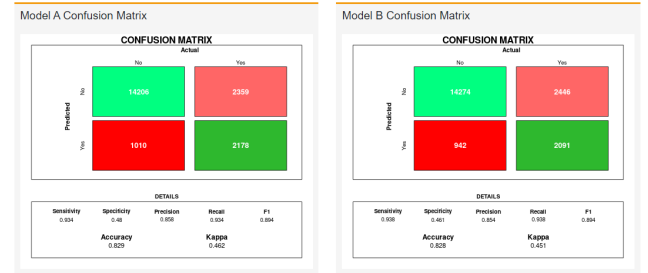 Model A Confusion Matrix
CONFUSION MATRIX
Actual
No Yes
Predicted
No
14206 2359
Yes
1010 2178
DETAILS
Sensitivity Specificity Precision Recall F1
0.934 0.48 0.858 0.934 0.894
Accuracy Kappa
0.829 0.462
Model B Confusion Matrix
CONFUSION MATRIX
Actual
No Yes
Predicted
No
14274 2446
Yes
942 2091
DETAILS
Sensitivity Specificity Precision Recall F1
0.938 0.461 0.854 0.938 0.894
Accuracy Kappa
0.828 0.451